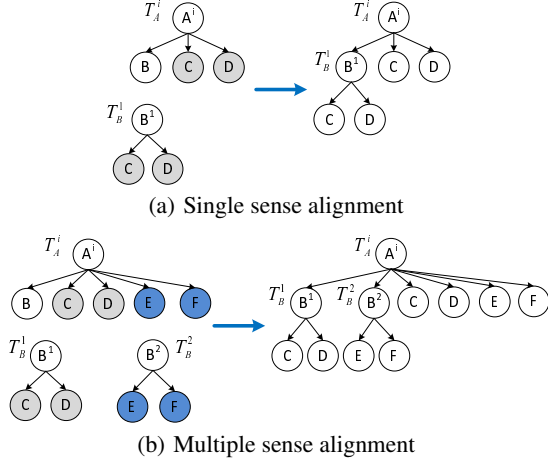 T_A^i A^i T_A^i A^i
B C D T_B^1 B^1 C D
T_B^1 B^1 C D
C D
(a) Single sense alignment
T_A^i A^i T_A^i A^i
B C D E F T_B^1 B^1 T_B^2 B^2 C D E F
T_B^1 B^1 B^2 T_B^2 C D E F
C D E F
(b) Multiple sense alignment